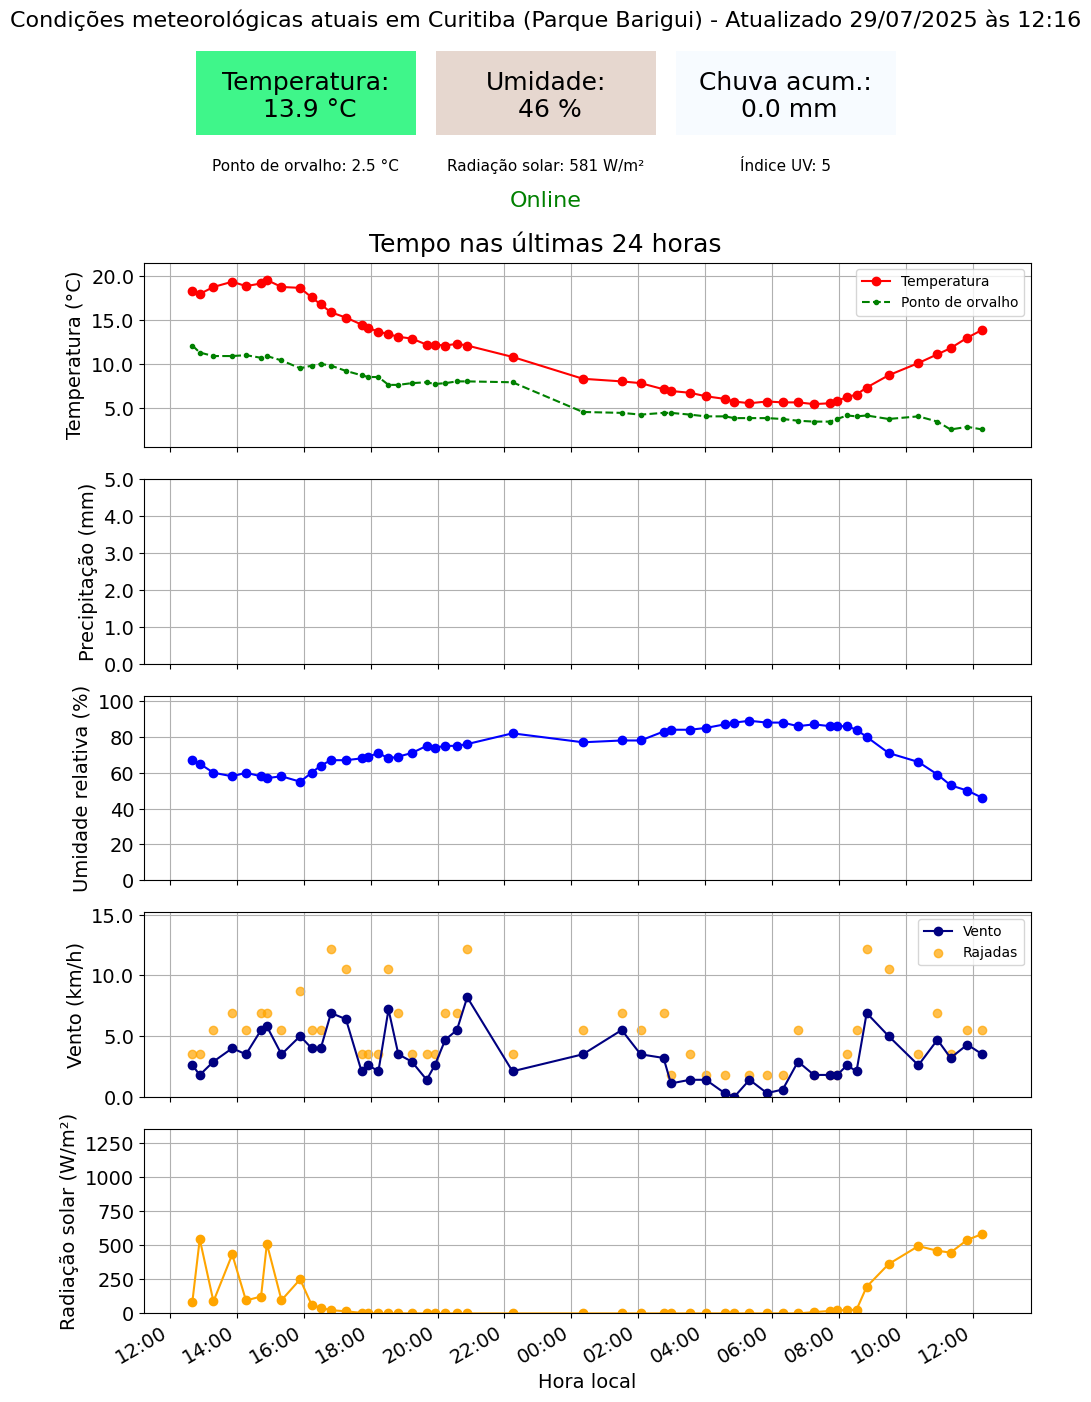 Condições meteorológicas atuais em Curitiba (Parque Barigui) - Atualizado 29/07/2025 às 12:16
Temperatura:
13.9 °C
Umidade:
46 %
Chuva acum.:
0.0 mm
Ponto de orvalho: 2.5 °C
Radiação solar: 581 W/m²
Índice UV: 5
Online
Tempo nas últimas 24 horas
Temperatura (°C)
20.0
15.0
10.0
5.0
Temperatura
Ponto de orvalho
Precipitação (mm)
5.0
4.0
3.0
2.0
1.0
0.0
Umidade relativa (%)
100
80
60
40
20
0
Vento (km/h)
15.0
10.0
5.0
0.0
Vento
Rajadas
Radiação solar (W/m²)
1250
1000
750
500
250
0
12:00
14:00
16:00
18:00
20:00
22:00
00:00
02:00
04:00
06:00
08:00
10:00
12:00
Hora local